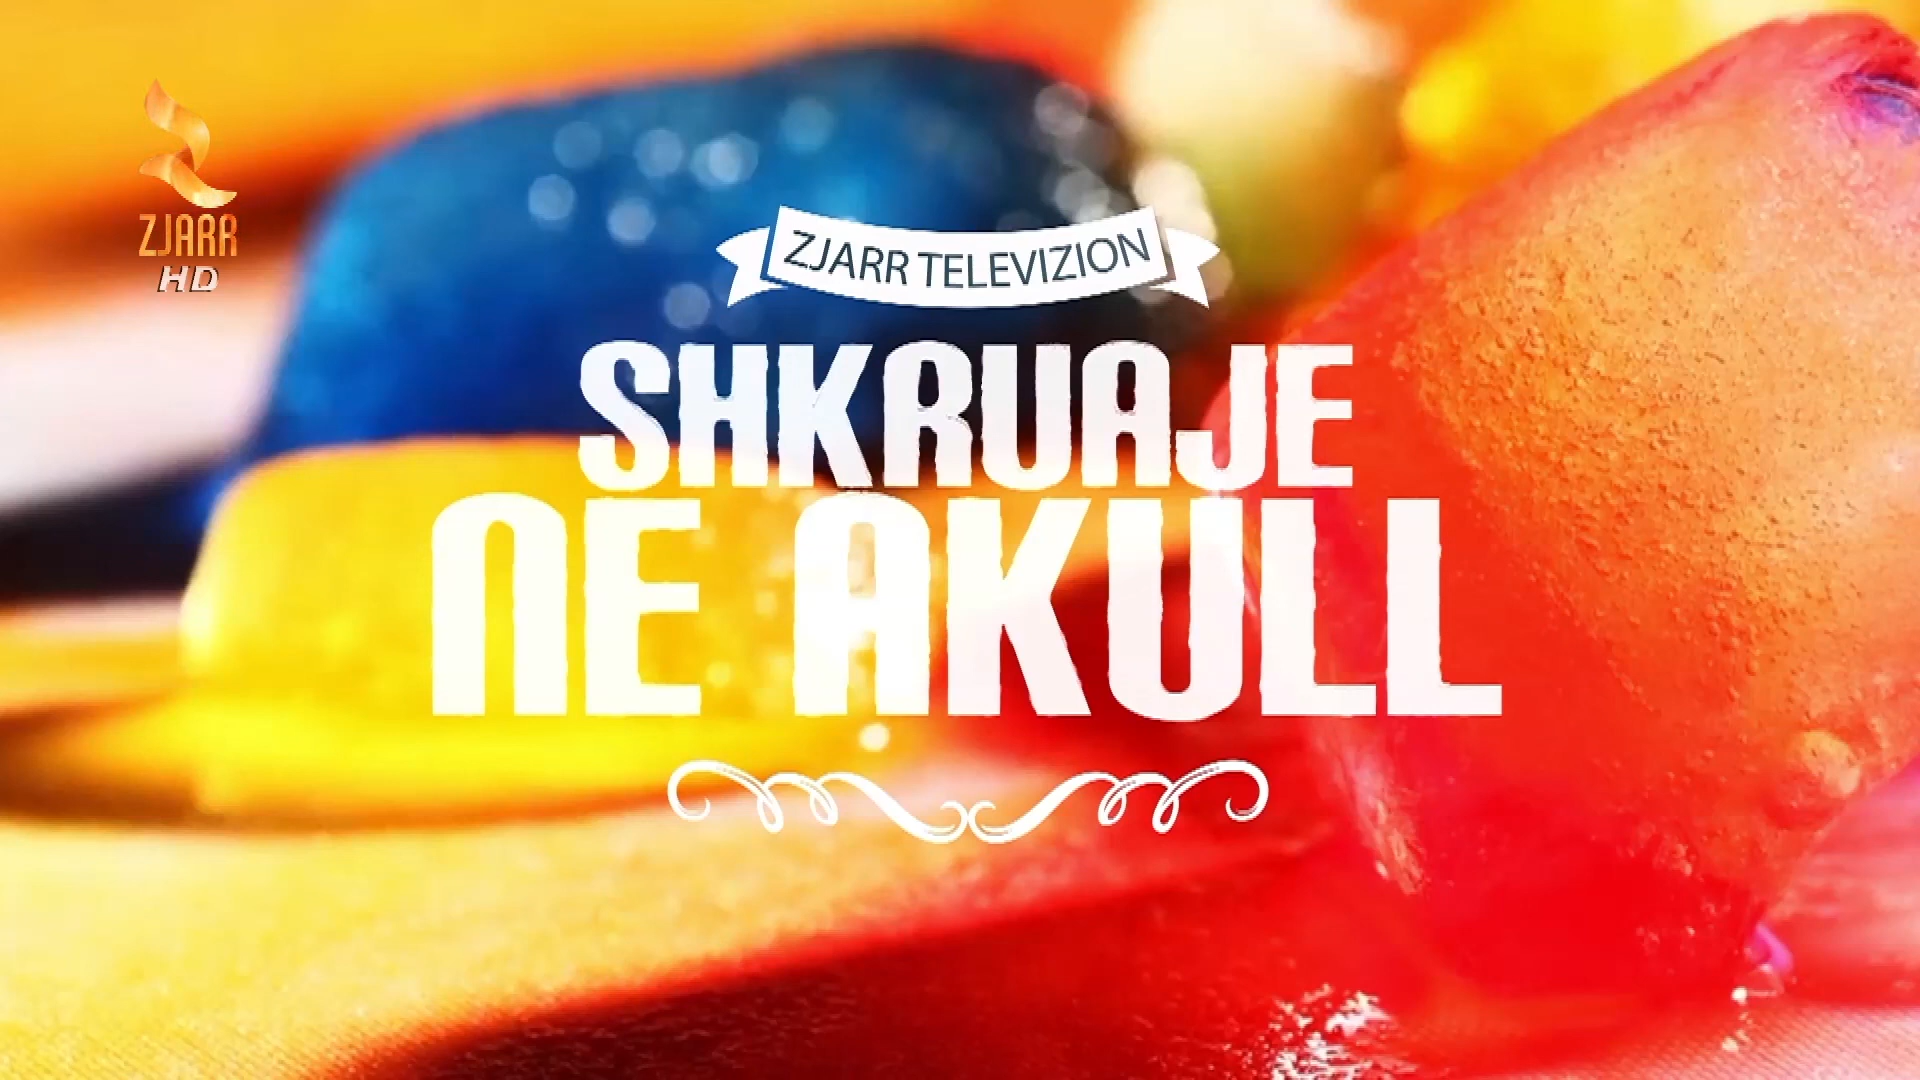 ZJARR
HD
ZJARR TELEVIZION
SHKRUAJE
NE AKULL